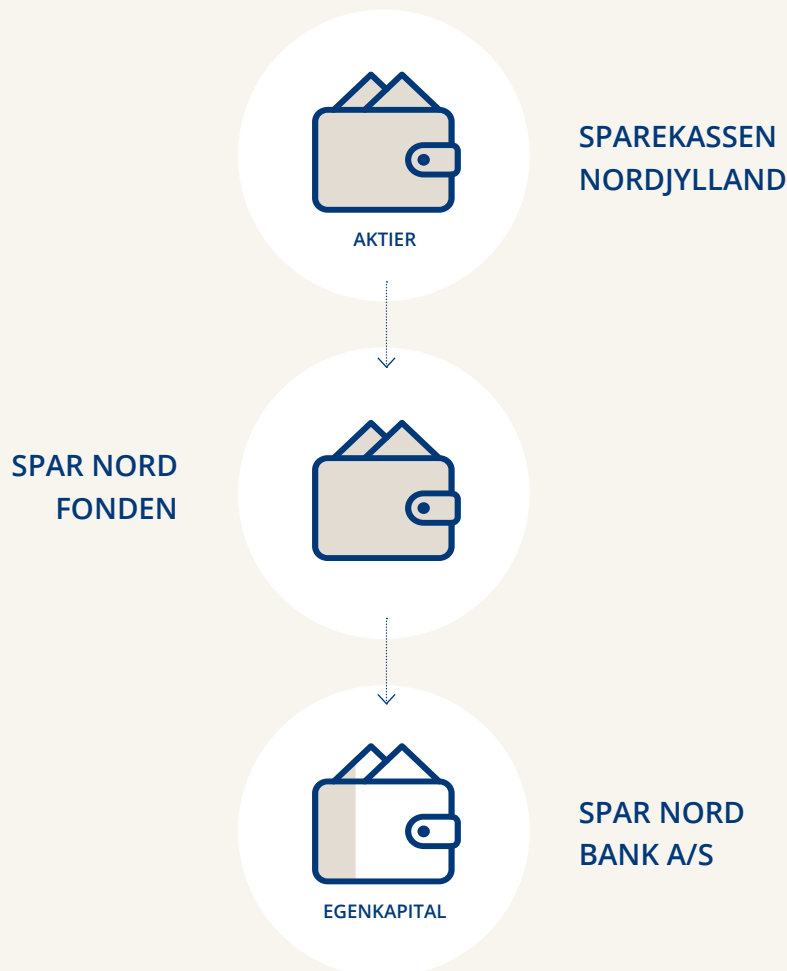 SPAREKASSEN
NORDJYLLAND
AKTIER
SPAR NORD
FONDEN
SPAR NORD
BANK A/S
EGENKAPITAL